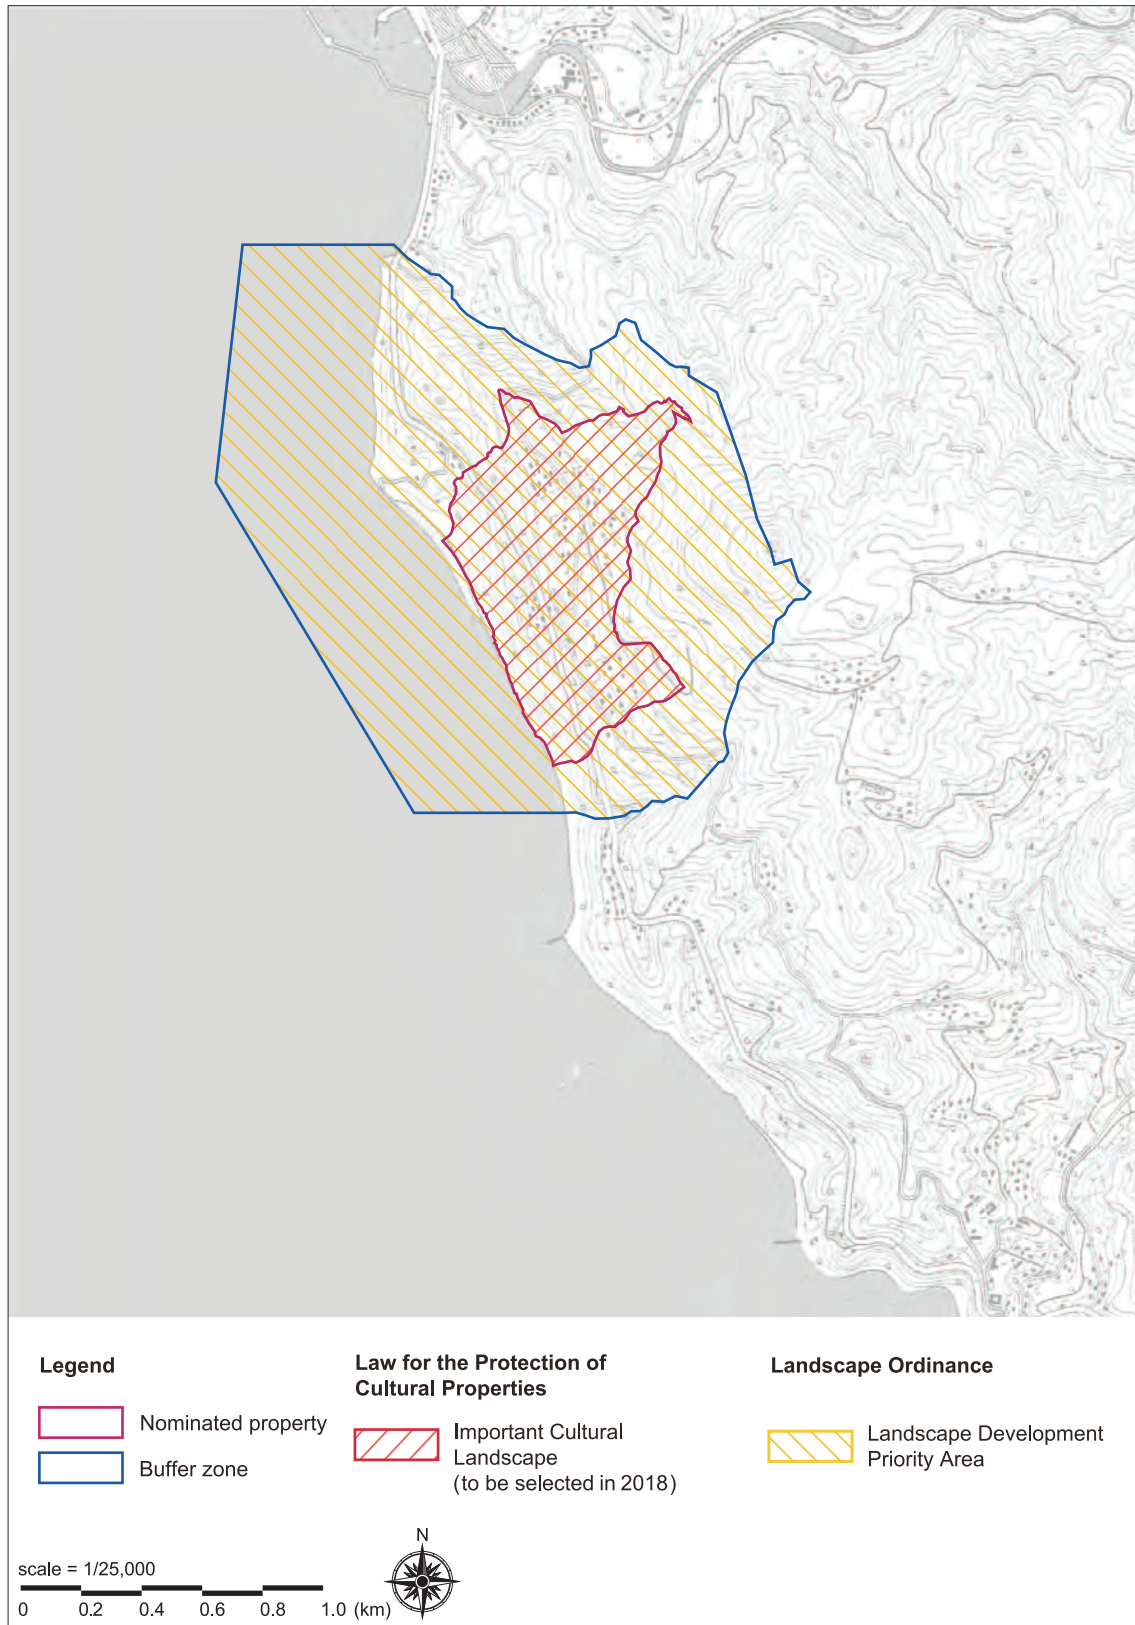 Legend
Nominated property
Buffer zone
Law for the Protection of
Cultural Properties
Important Cultural
Landscape
(to be selected in 2018)
Landscape Ordinance
Landscape Development
Priority Area
N
scale = 1/25,000
0 0.2 0.4 0.6 0.8 1.0 (km)